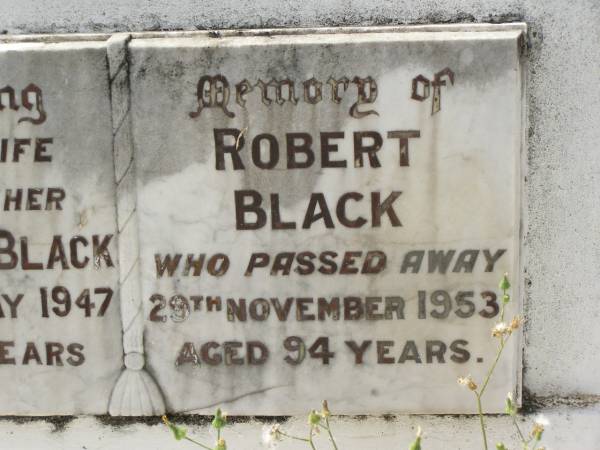 ng
IFE
HER
BLACK
AY 1947
EARS
Memory of
ROBERT
BLACK
WHO PASSED AWAY
29TH NOVEMBER 1953
AGED 94 YEARS.